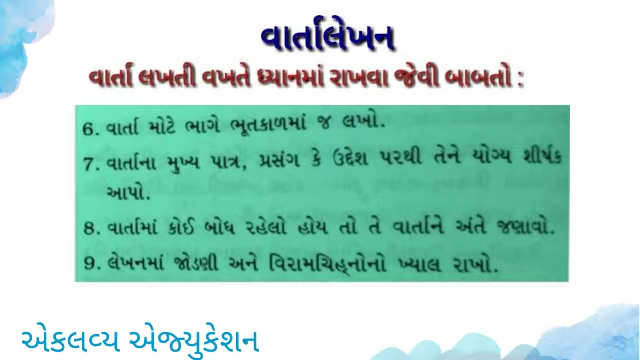 વાર્તાલેખન
વાર્તા લખતી વખતે ધ્યાનમાં રાખવા જેવી બાબતો :
6. વાર્તા મોટે ભાગે ભૂતકાળમાં જ લખો.
7. વાર્તાના મુખ્ય પાત્ર, પ્રસંગ કે ઉદ્દેશ પરથી તેને યોગ્ય શીર્ષક
આપો.
8. વાર્તામાં કોઈ બોધ રહેલો હોય તો તે વાર્તાને અંતે જણાવો.
9. લેખનમાં જોડણી અને વિરામચિહ્નોનો ખ્યાલ રાખો.
એકલવ્ય એજ્યુકેશન